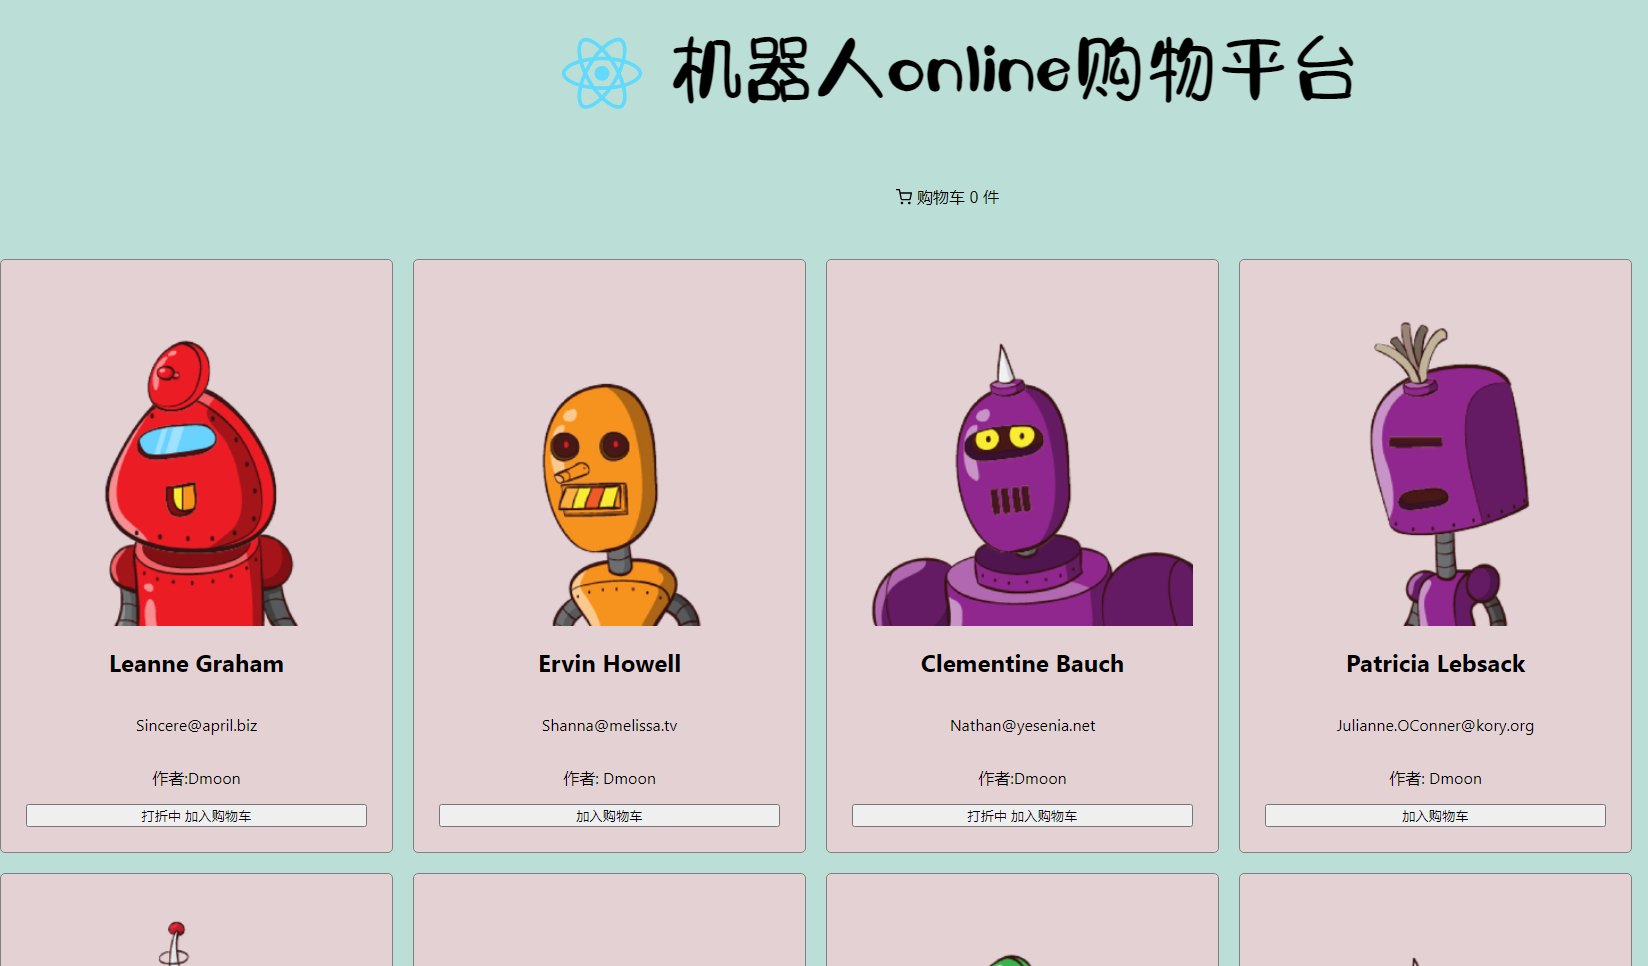 机器人online购物平台
购物车 0 件
Leanne Graham
Sincere@april.biz
作者:Dmoon
打折中 加入购物车
Ervin Howell
Shanna@melissa.tv
作者: Dmoon
加入购物车
Clementine Bauch
Nathan@yesenia.net
作者:Dmoon
打折中 加入购物车
Patricia Lebsack
Julianne.OConner@kory.org
作者: Dmoon
加入购物车